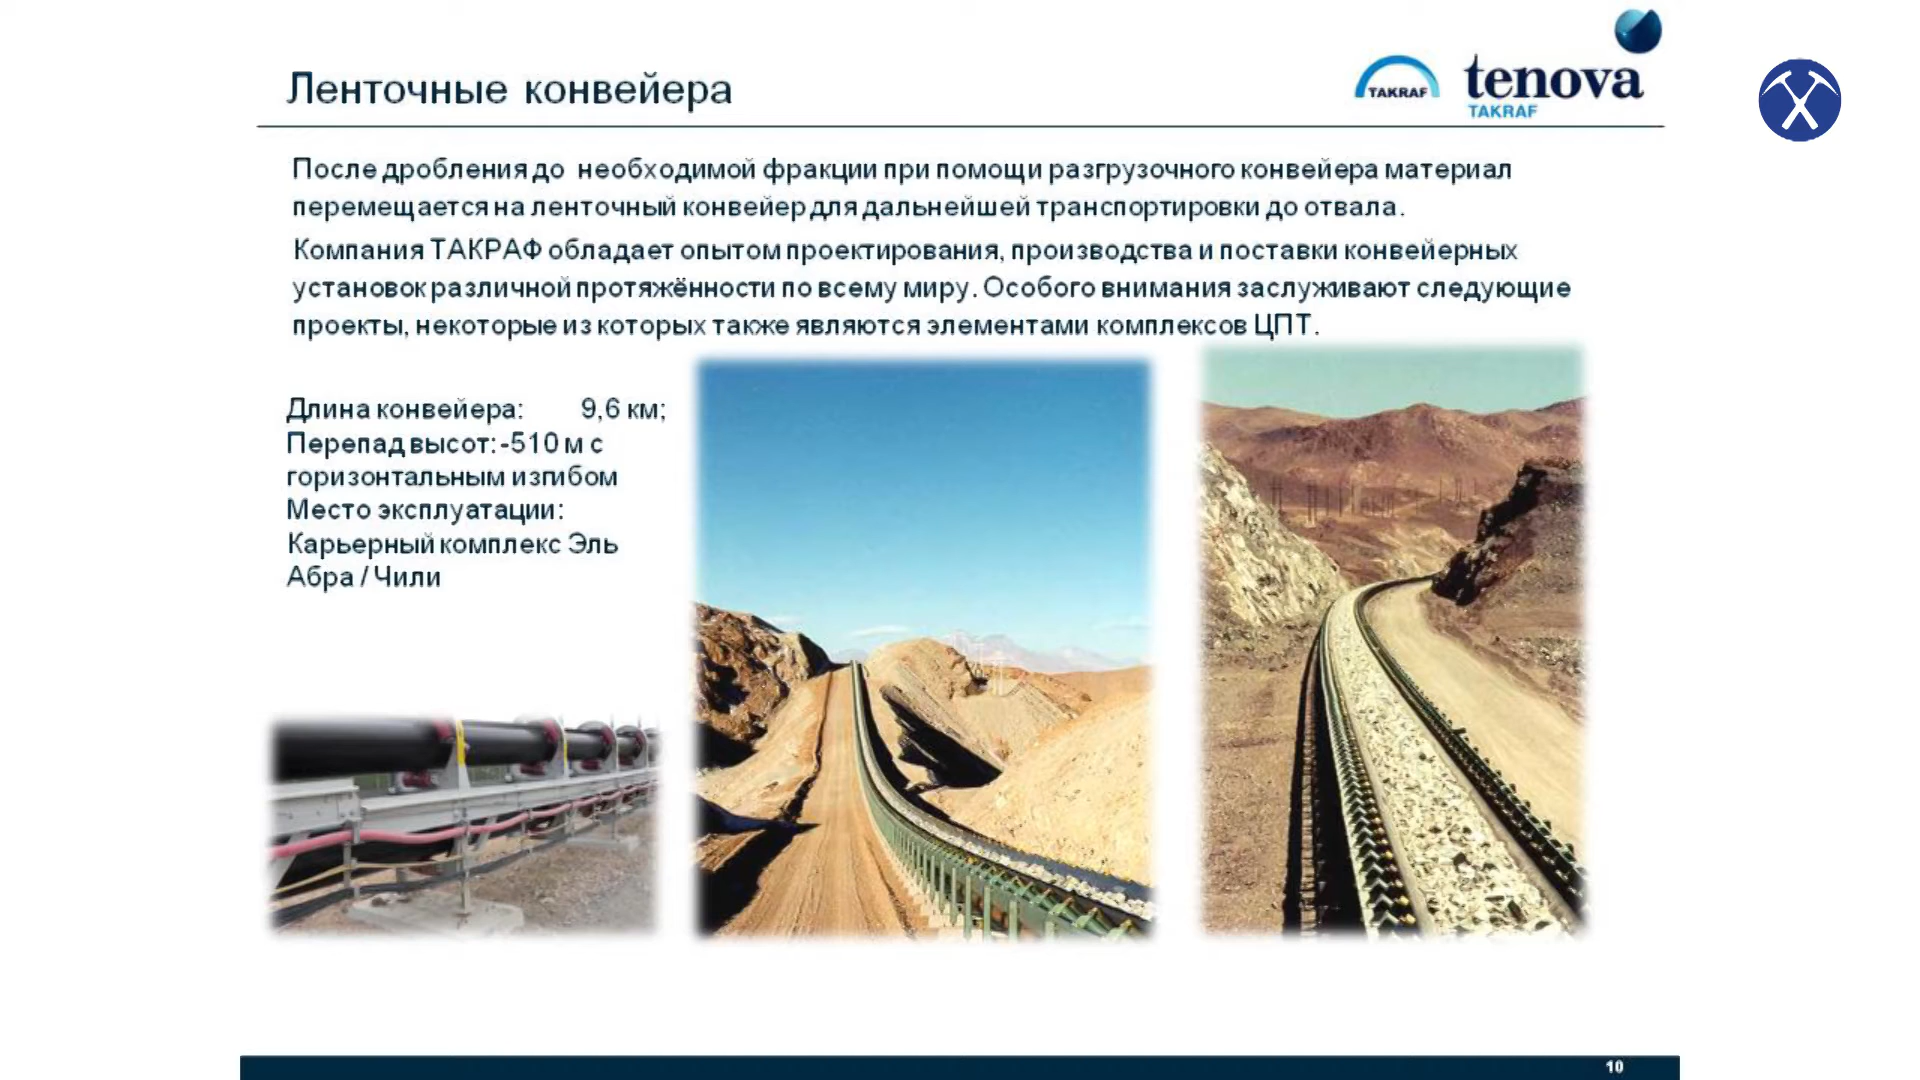 Ленточные конвейера
TAKRAF
tenova
TAKRAF
После дробления до необходимой фракции при помощи разгрузочного конвейера материал
перемещается на ленточный конвейер для дальнейшей транспортировки до отвала.
Компания ТАКРАФ обладает опытом проектирования, производства и поставки конвейерных
установок различной протяжённости по всему миру. Особого внимания заслуживают следующие
проекты, некоторые из которых также являются элементами комплексов ЦПТ.
Длина конвейера: 9,6 км;
Перепад высот: -510 м с
горизонтальным изгибом
Место эксплуатации:
Карьерный комплекс Эль
Абра / Чили
10